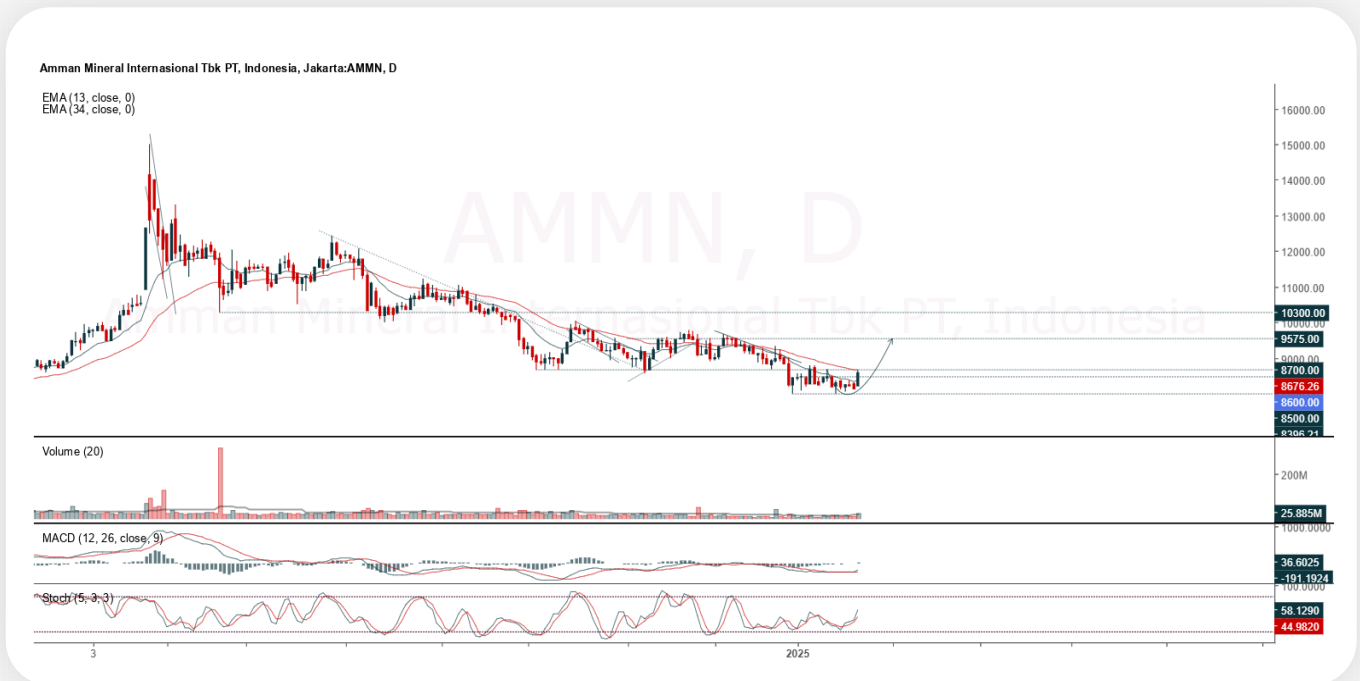 Amman Mineral Internasional Tbk PT, Indonesia, Jakarta:AMMN, D
EMA (13, close, 0)
EMA (34, close, 0)
AMMN, D
Amman Mineral Internasional Tbk PT, Indonesia
16000.00
15000.00
14000.00
13000.00
12000.00
11000.00
10300.00
10000.00
9575.00
9000.00
8700.00
8676.26
8600.00
8500.00
8396.21
Volume (20)
200M
25.885M
MACD (12, 26, close, 9)
1000.0000
36.6025
-191.1924
100.0000
Stoch (5, 3, 3)
58.1290
44.9820
3
2025